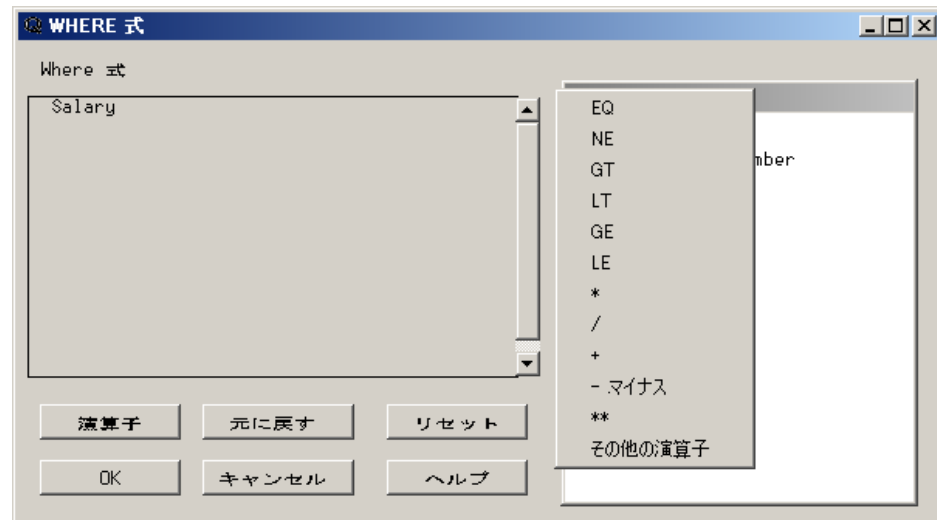 WHERE 式
Where 式
Salary
EQ
NE
GT
LT
GE
LE
*
/
+
- マイナス
**
その他の演算子
mber
演算子
元に戻す
リセット
OK
キャンセル
ヘルプ